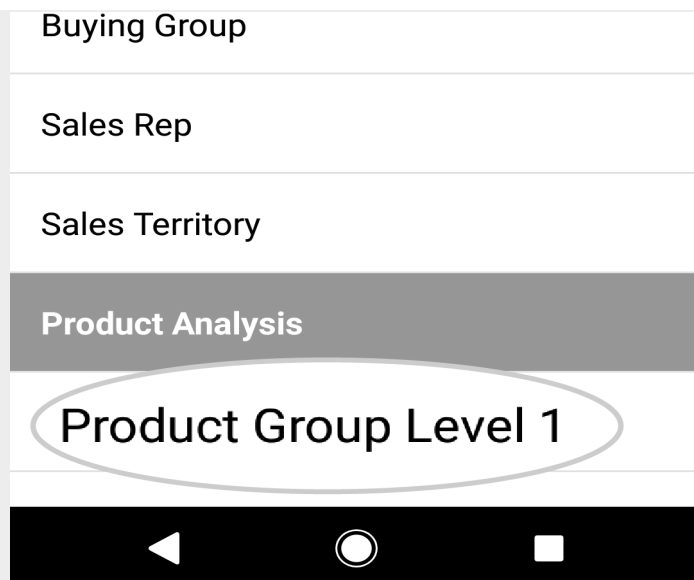 Buying Group
Sales Rep
Sales Territory
Product Analysis
Product Group Level 1